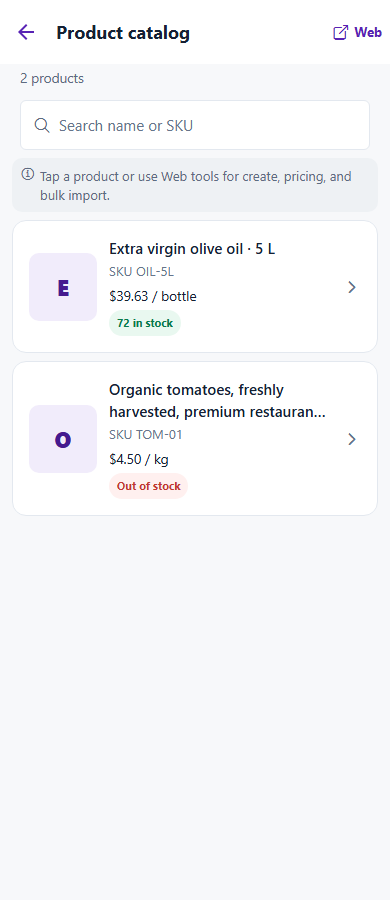 Product catalog
Web
2 products
Search name or SKU
Tap a product or use Web tools for create, pricing, and
bulk import.
E
Extra virgin olive oil · 5 L
SKU OIL-5L
$39.63 / bottle
72 in stock
O
Organic tomatoes, freshly
harvested, premium restauran...
SKU TOM-01
$4.50 / kg
Out of stock